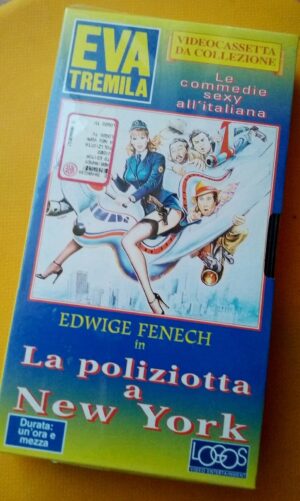 EVA
TREMILA
VIDEOCASSETTA
DA COLLEZIONE
Le
commedie
sexy
all'italiana
EDWIGE FENECH
in
La poliziotta
a
New York
Durata:
un'ora e
mezza
LOGOS